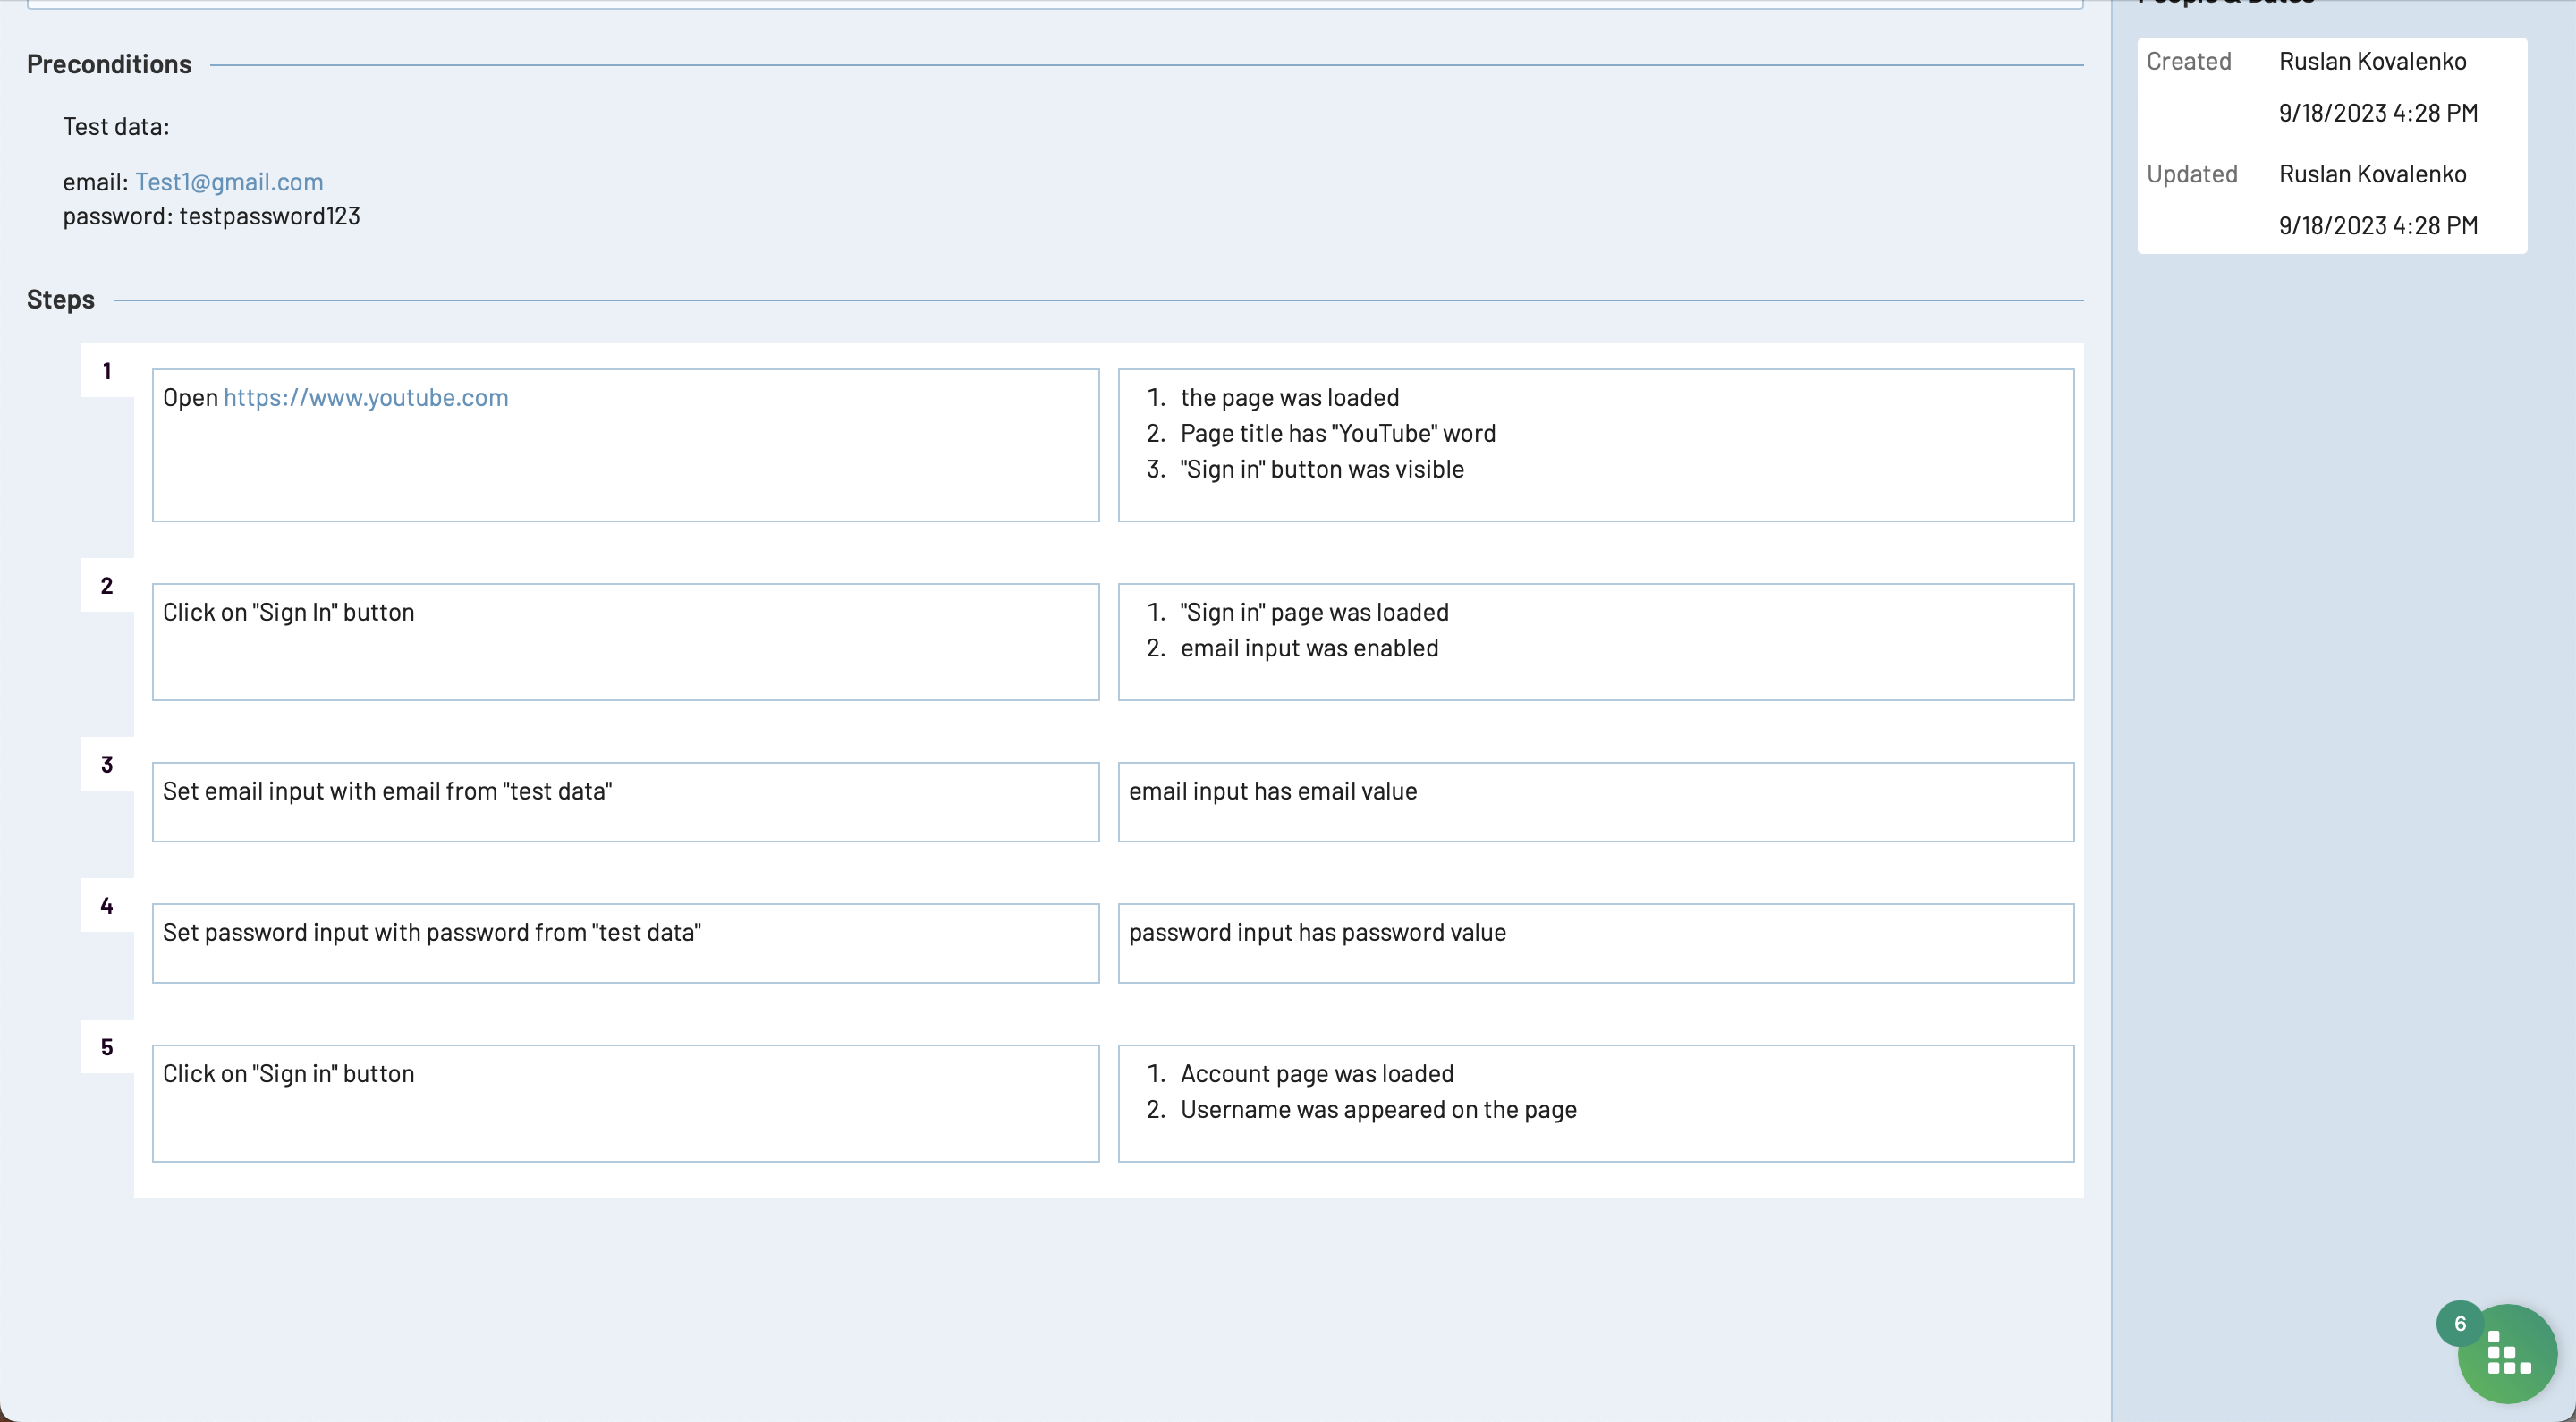 People & Dates
Preconditions
Test data:
email: Test1@gmail.com
password: testpassword123
Created Ruslan Kovalenko
9/18/2023 4:28 PM
Updated Ruslan Kovalenko
9/18/2023 4:28 PM
Steps
1
Open https://www.youtube.com
1. the page was loaded
2. Page title has "YouTube" word
3. "Sign in" button was visible
2
Click on "Sign In" button
1. "Sign in" page was loaded
2. email input was enabled
3
Set email input with email from "test data"
email input has email value
4
Set password input with password from "test data"
password input has password value
5
Click on "Sign in" button
1. Account page was loaded
2. Username was appeared on the page
6